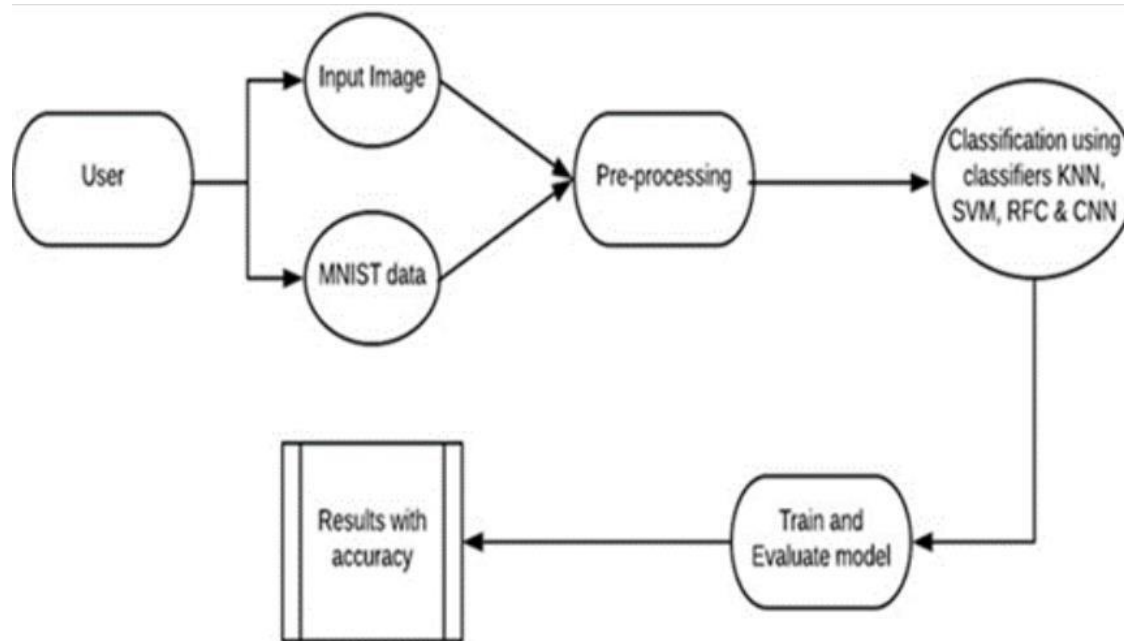 User
Input Image
MNIST data
Pre-processing
Classification using
classifiers KNN,
SVM, RFC & CNN
Train and
Evaluate model
Results with
accuracy